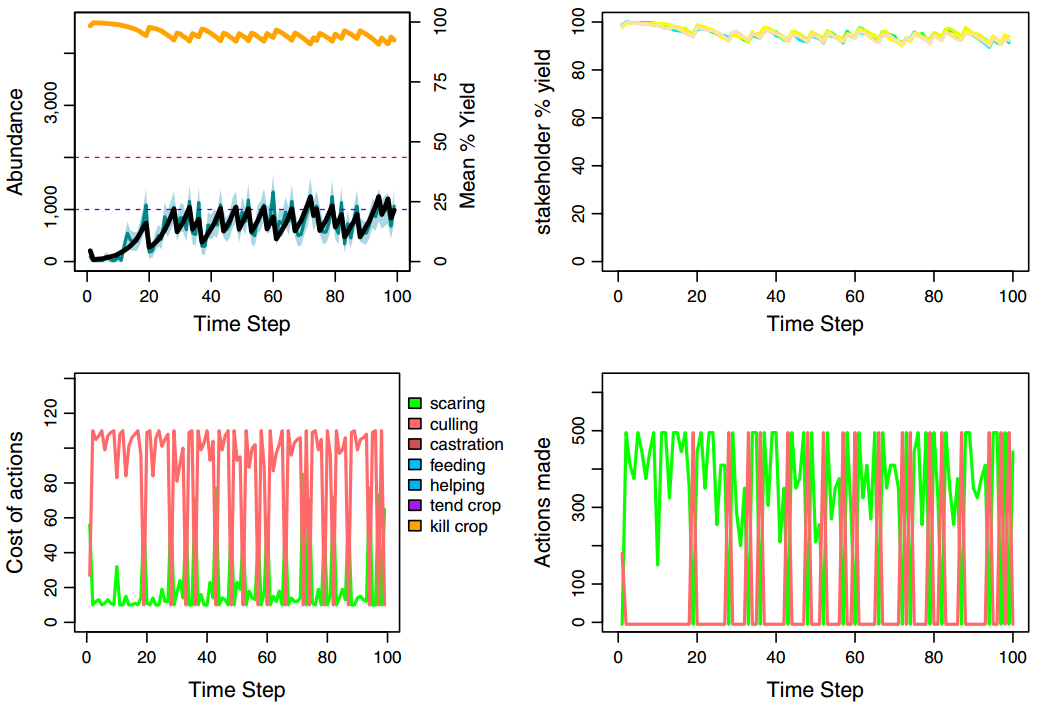 Abundance
0
1,000
3,000
0
25
50
75
100
Mean % Yield
0 20 40 60 80 100
Time Step
stakeholder % yield
0
20
40
60
80
100
0 20 40 60 80 100
Time Step
Cost of actions
0
20
40
60
80
120
0 20 40 60 80 100
Time Step
scaring
culling
castration
feeding
helping
tend crop
kill crop
Actions made
0
100
300
500
0 20 40 60 80 100
Time Step